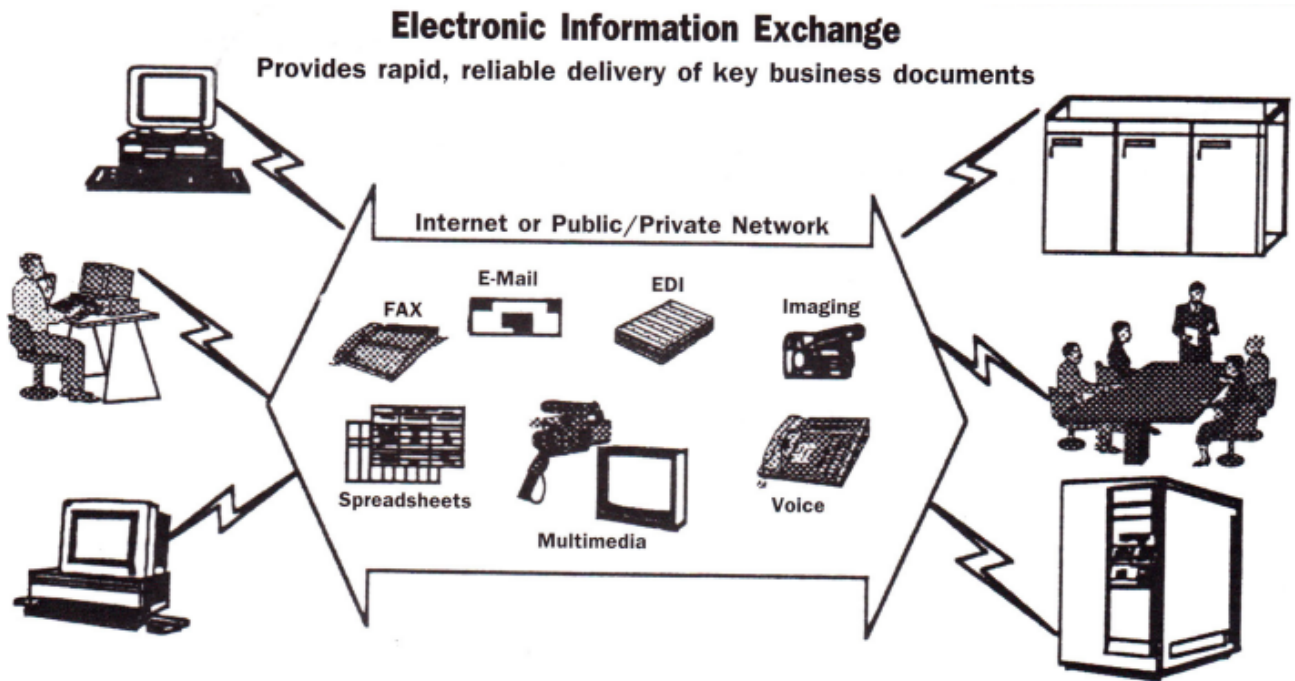 Electronic Information Exchange
Provides rapid, reliable delivery of key business documents
Internet or Public/Private Network
FAX
E-Mail
EDI
Imaging
Spreadsheets
Multimedia
Voice